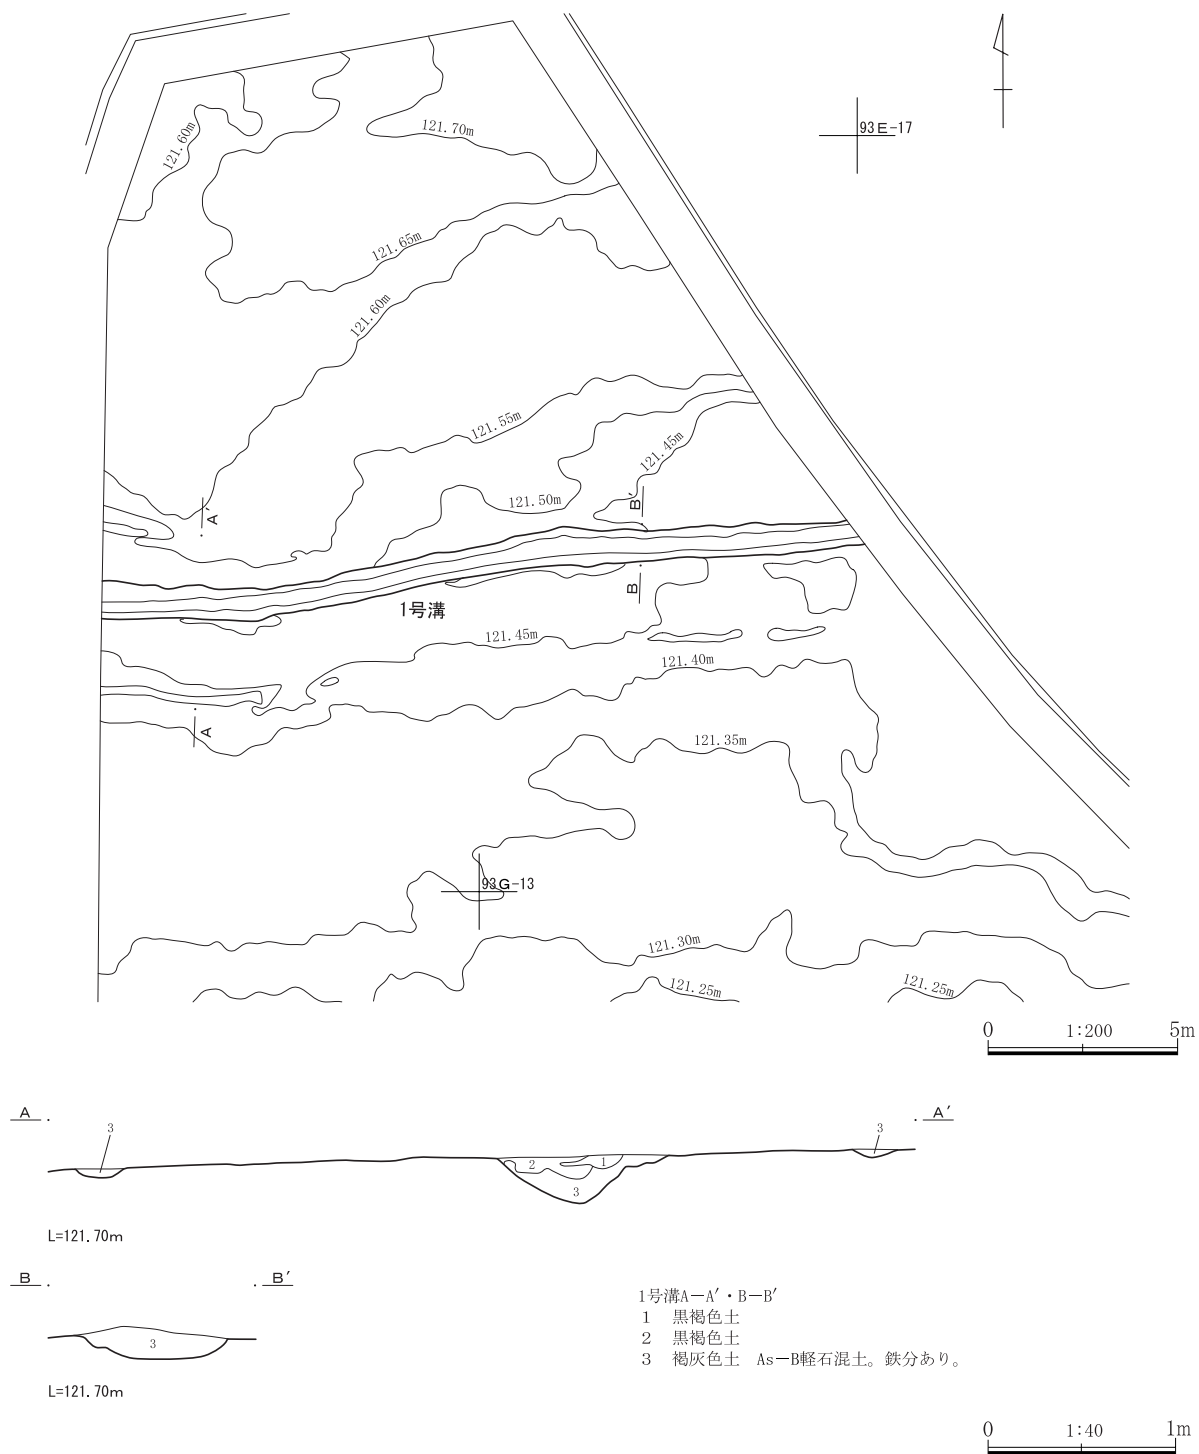 93E-17
121.70m
121.60m
121.65m
121.60m
121.55m
121.45m
121.50m
A′
B′
B
1号溝
121.45m
121.40m
A
121.35m
93G-13
121.30m
121.25m
121.25m
0 1:200 5m
A A′
3 3
2 1
3
L=121.70m
B B′
3
L=121.70m
1号溝A-A′・B-B′
1 黒褐色土
2 黒褐色土
3 褐灰色土 As-B軽石混土。鉄分あり。
0 1:40 1m